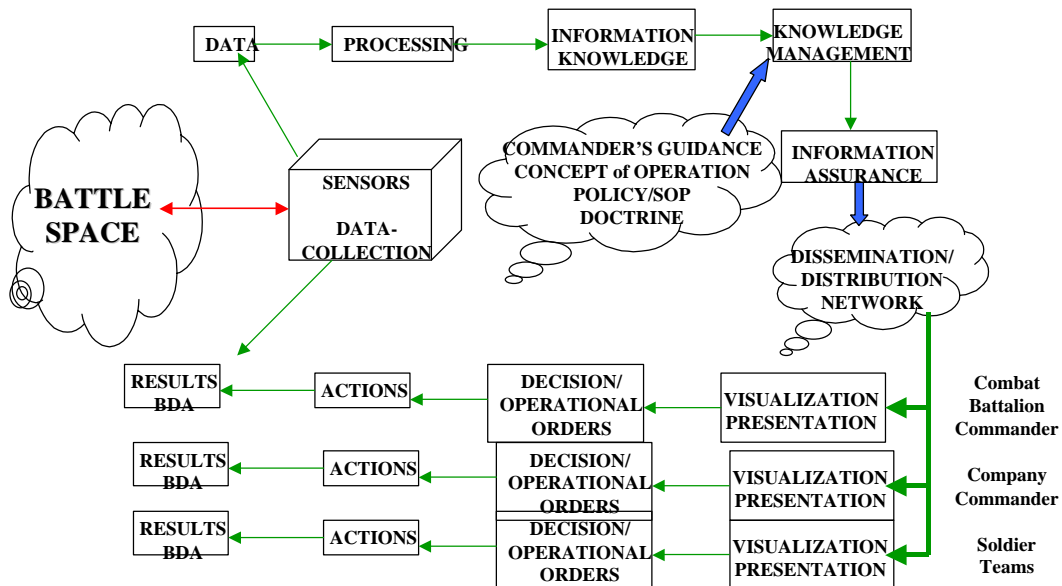 DATA
PROCESSING
INFORMATION
KNOWLEDGE
KNOWLEDGE
MANAGEMENT
COMMANDER'S GUIDANCE
CONCEPT of OPERATION
POLICY/SOP
DOCTRINE
INFORMATION
ASSURANCE
BATTLE
SPACE
SENSORS
DATA-
COLLECTION
DISSEMINATION/
DISTRIBUTION
NETWORK
RESULTS
BDA
ACTIONS
DECISION/
OPERATIONAL
ORDERS
VISUALIZATION
PRESENTATION
Combat
Battalion
Commander
RESULTS
BDA
ACTIONS
DECISION/
OPERATIONAL
ORDERS
VISUALIZATION
PRESENTATION
Company
Commander
RESULTS
BDA
ACTIONS
DECISION/
OPERATIONAL
ORDERS
VISUALIZATION
PRESENTATION
Soldier
Teams